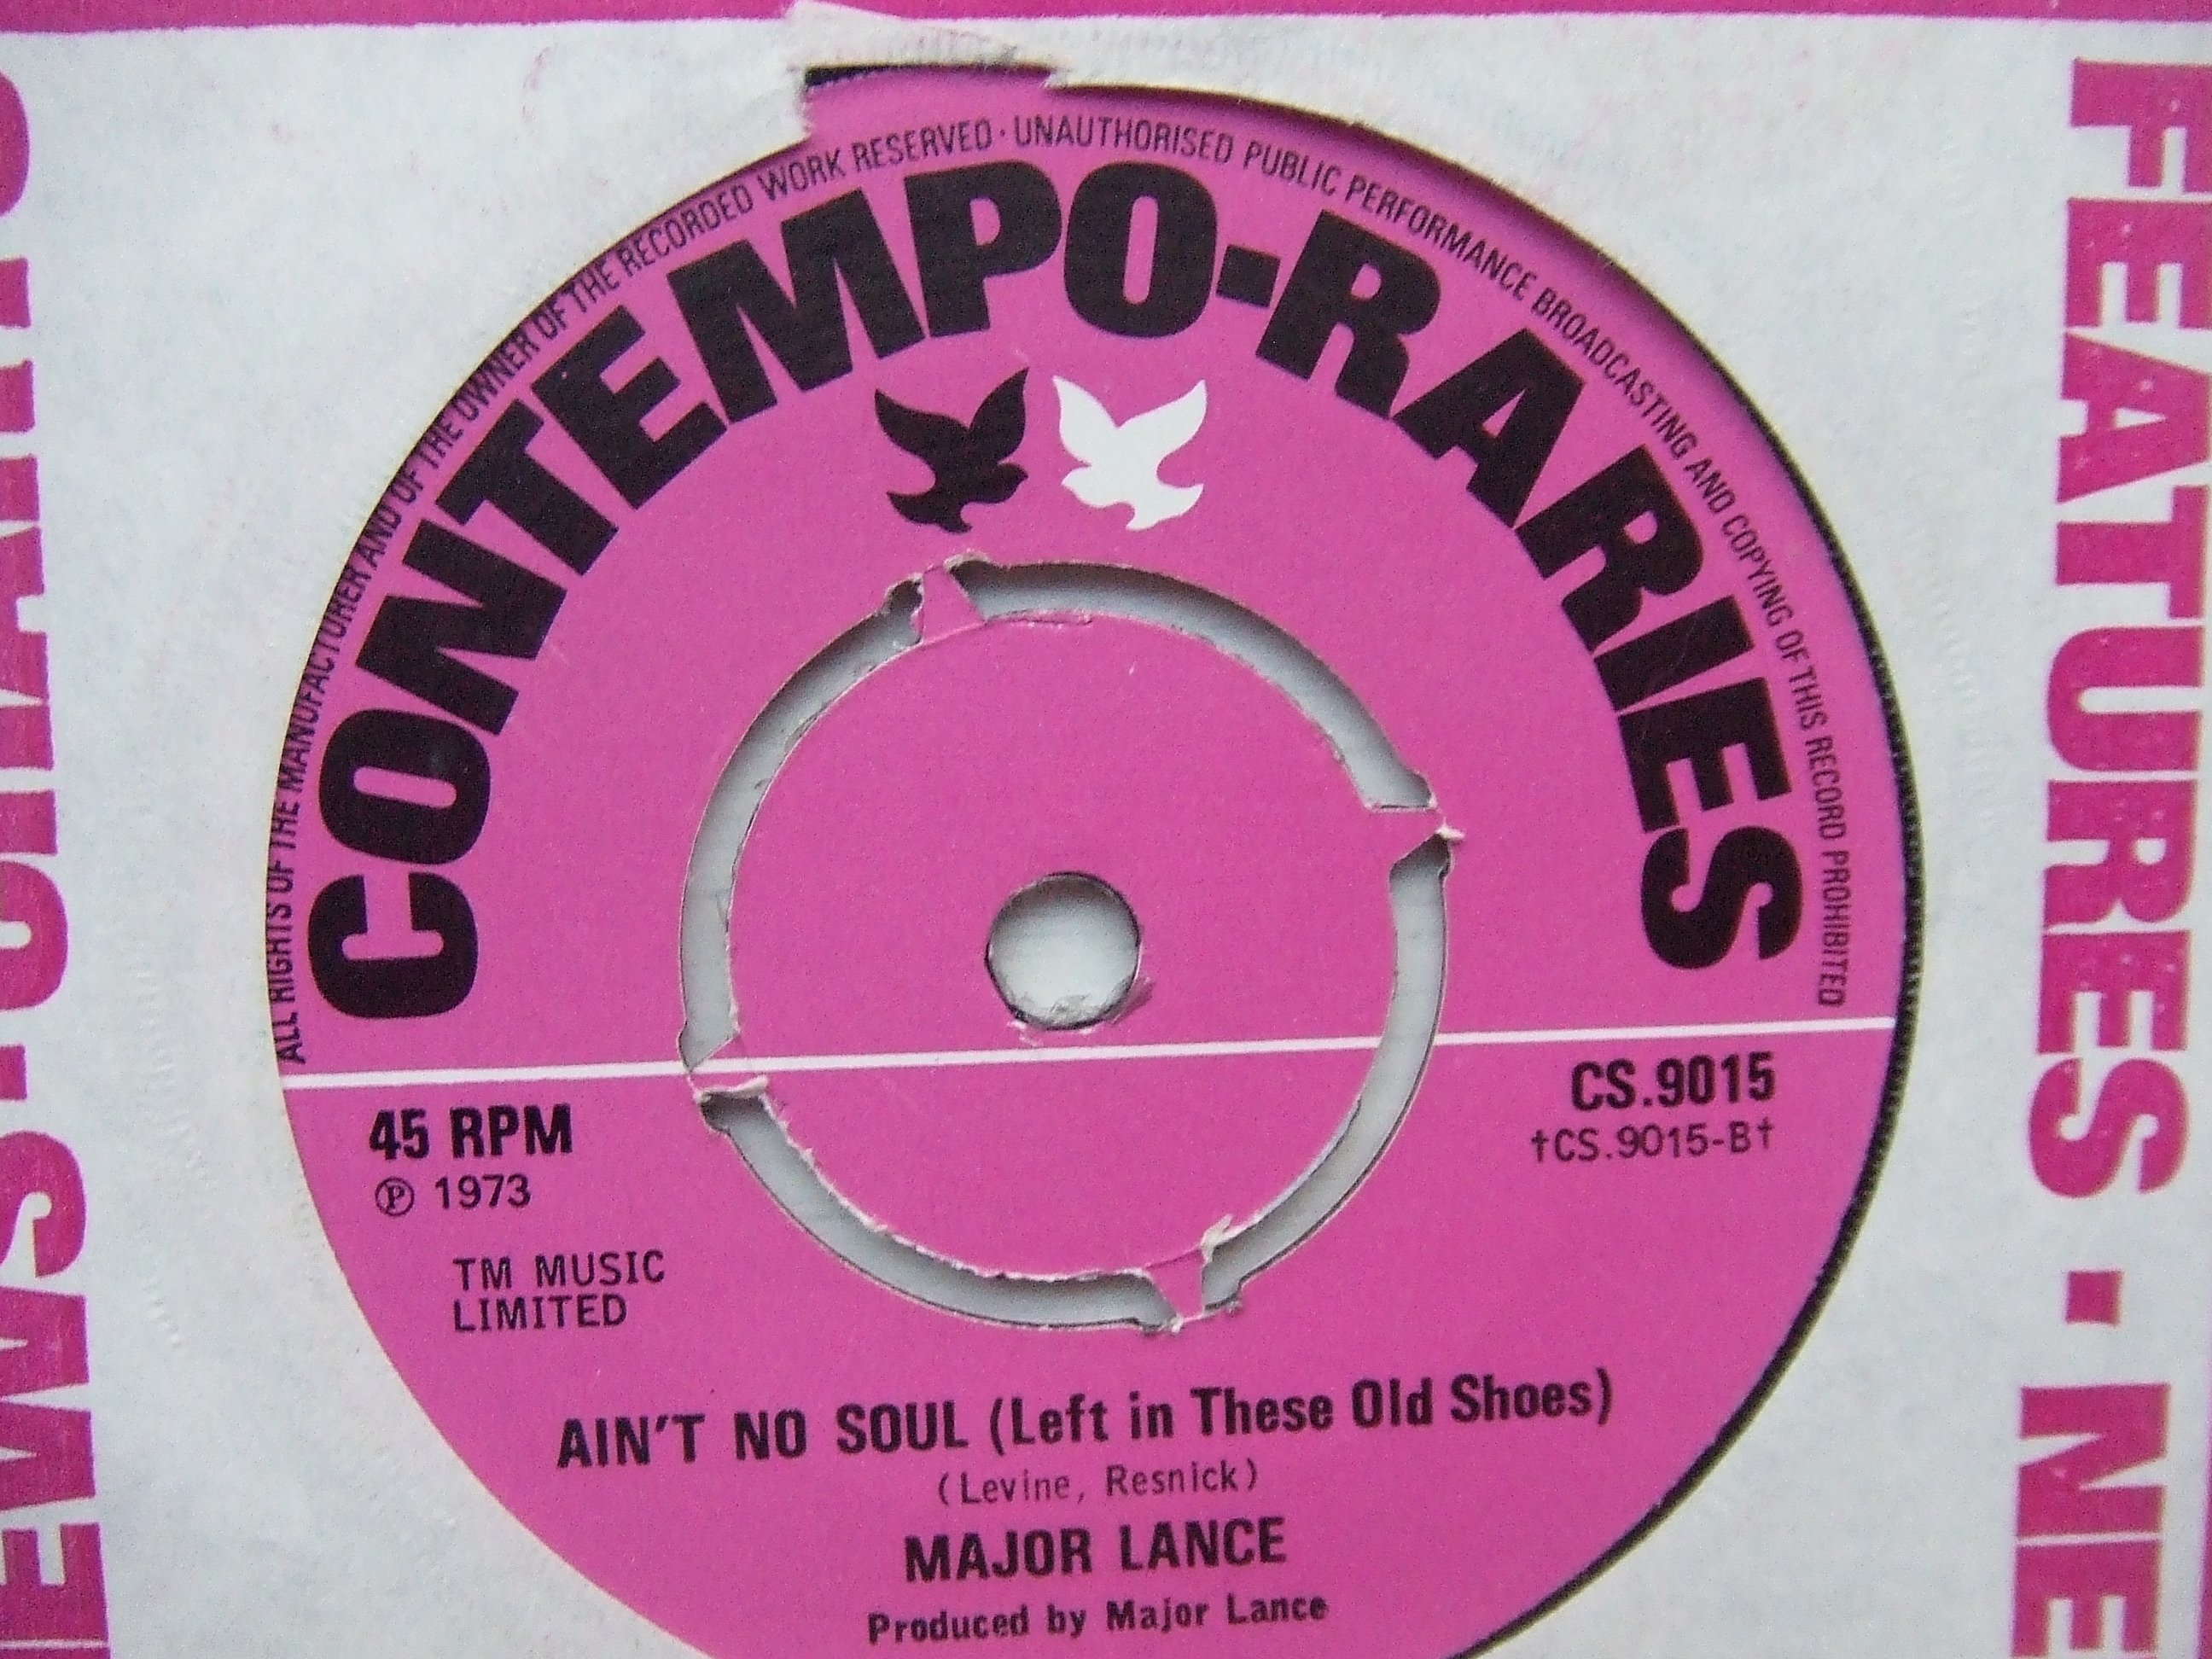 ALL RIGHTS OF THE MANUFACTURER AND OF THE OWNER OF THE RECORDED WORK RESERVED · UNAUTHORISED PUBLIC PERFORMANCE BROADCASTING AND COPYING OF THIS RECORD PROHIBITED
CONTEMPO-RARIES
45 RPM
℗ 1973
CS.9015
†CS.9015-B†
TM MUSIC
LIMITED
AIN'T NO SOUL (Left in These Old Shoes)
(Levine, Resnick)
MAJOR LANCE
Produced by Major Lance
FEATURES · NE